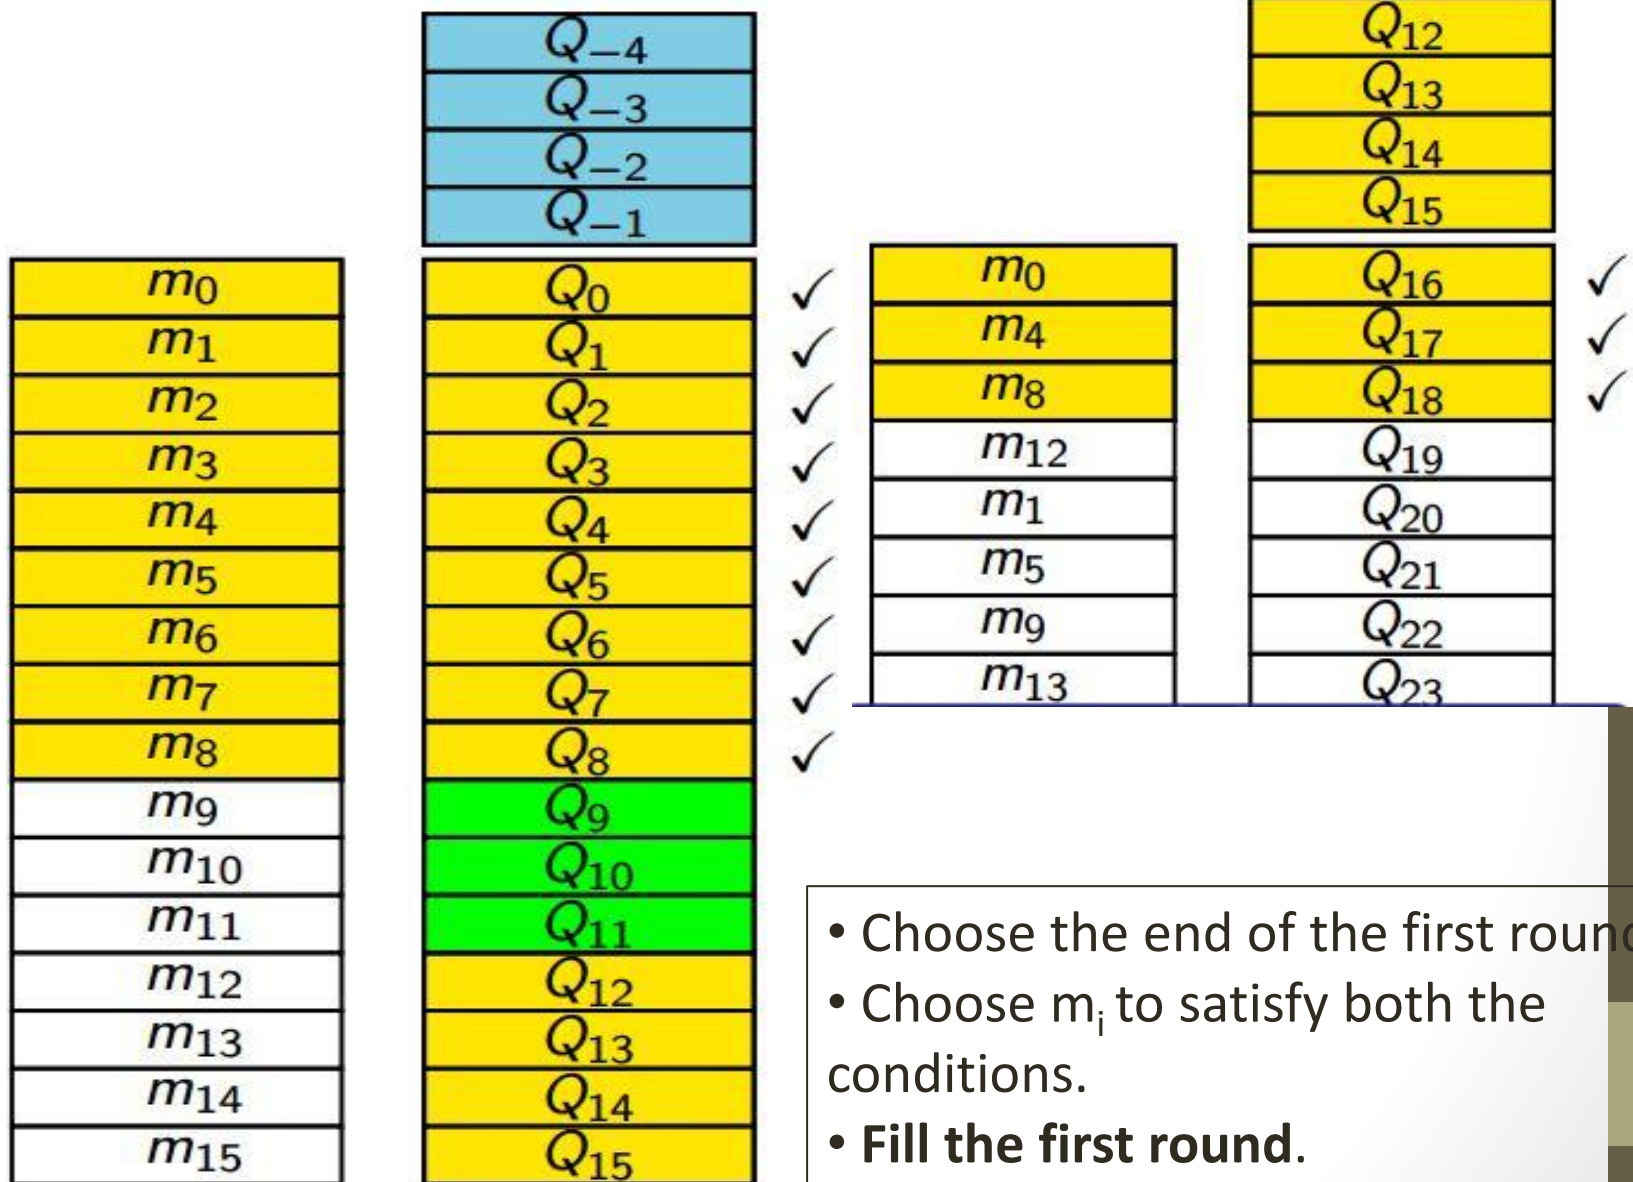 Q−4
Q−3
Q−2
Q−1
m0 Q0 ✓
m1 Q1 ✓
m2 Q2 ✓
m3 Q3 ✓
m4 Q4 ✓
m5 Q5 ✓
m6 Q6 ✓
m7 Q7 ✓
m8 Q8 ✓
m9 Q9
m10 Q10
m11 Q11
m12 Q12
m13 Q13
m14 Q14
m15 Q15
Q12
Q13
Q14
Q15
m0 Q16 ✓
m4 Q17 ✓
m8 Q18 ✓
m12 Q19
m1 Q20
m5 Q21
m9 Q22
m13 Q23
• Choose the end of the first round
• Choose mi to satisfy both the
conditions.
• Fill the first round.